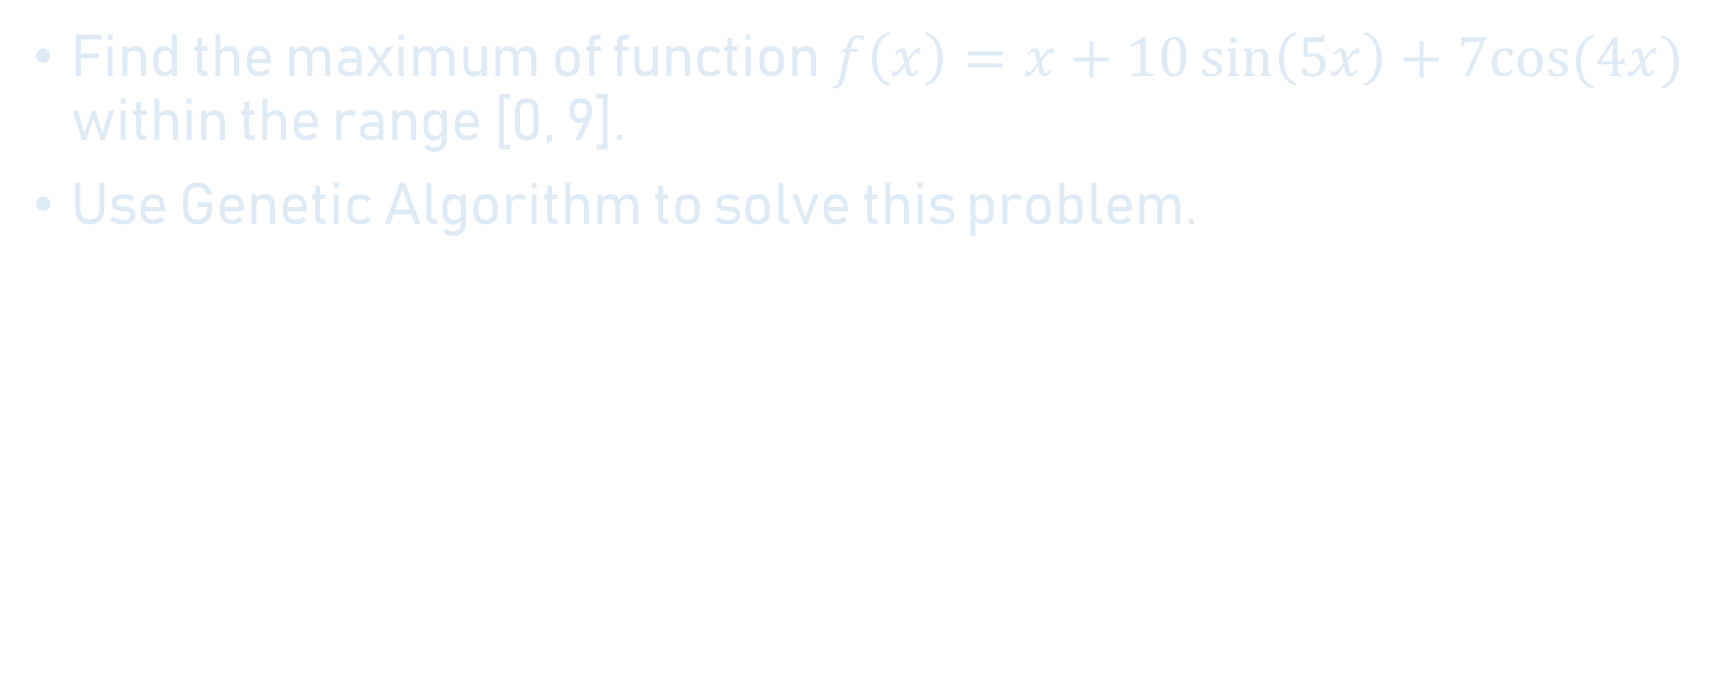 • Find the maximum of function 𝑓(𝑥) = 𝑥 + 10 sin(5𝑥) + 7cos(4𝑥)
within the range [0, 9].
• Use Genetic Algorithm to solve this problem.